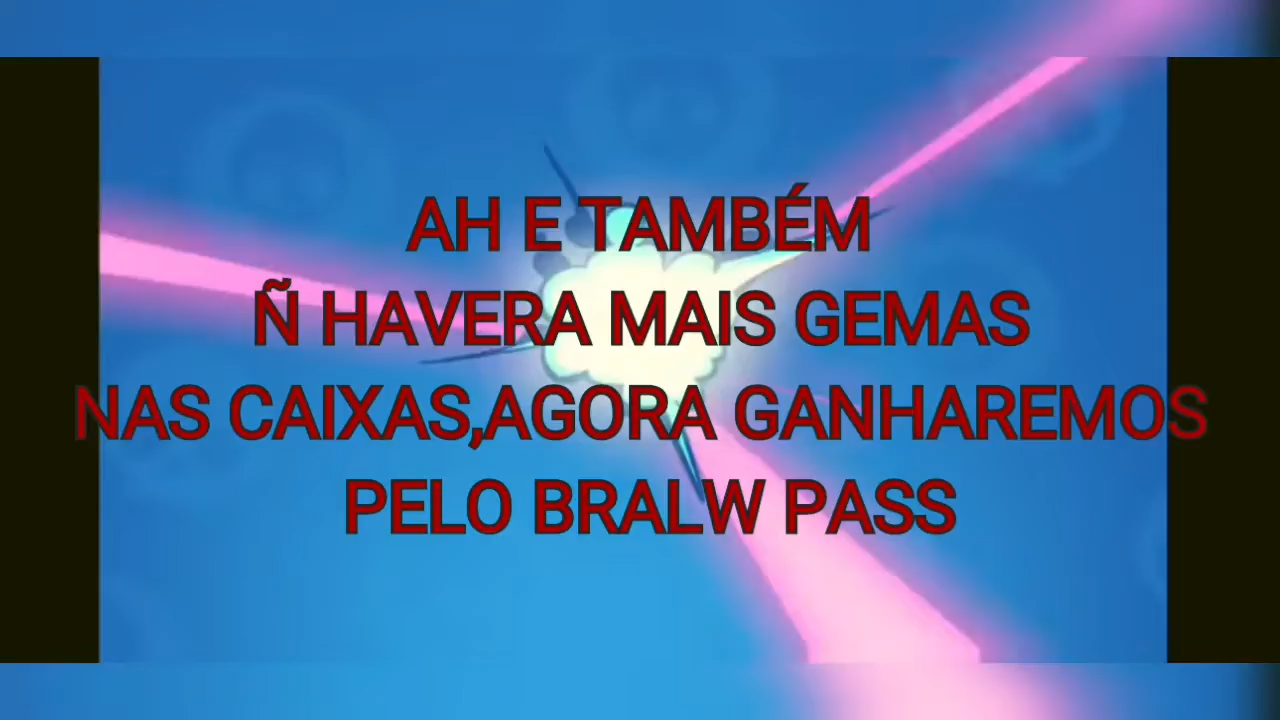 AH E TAMBÉM
Ñ HAVERA MAIS GEMAS
NAS CAIXAS,AGORA GANHAREMOS
PELO BRALW PASS